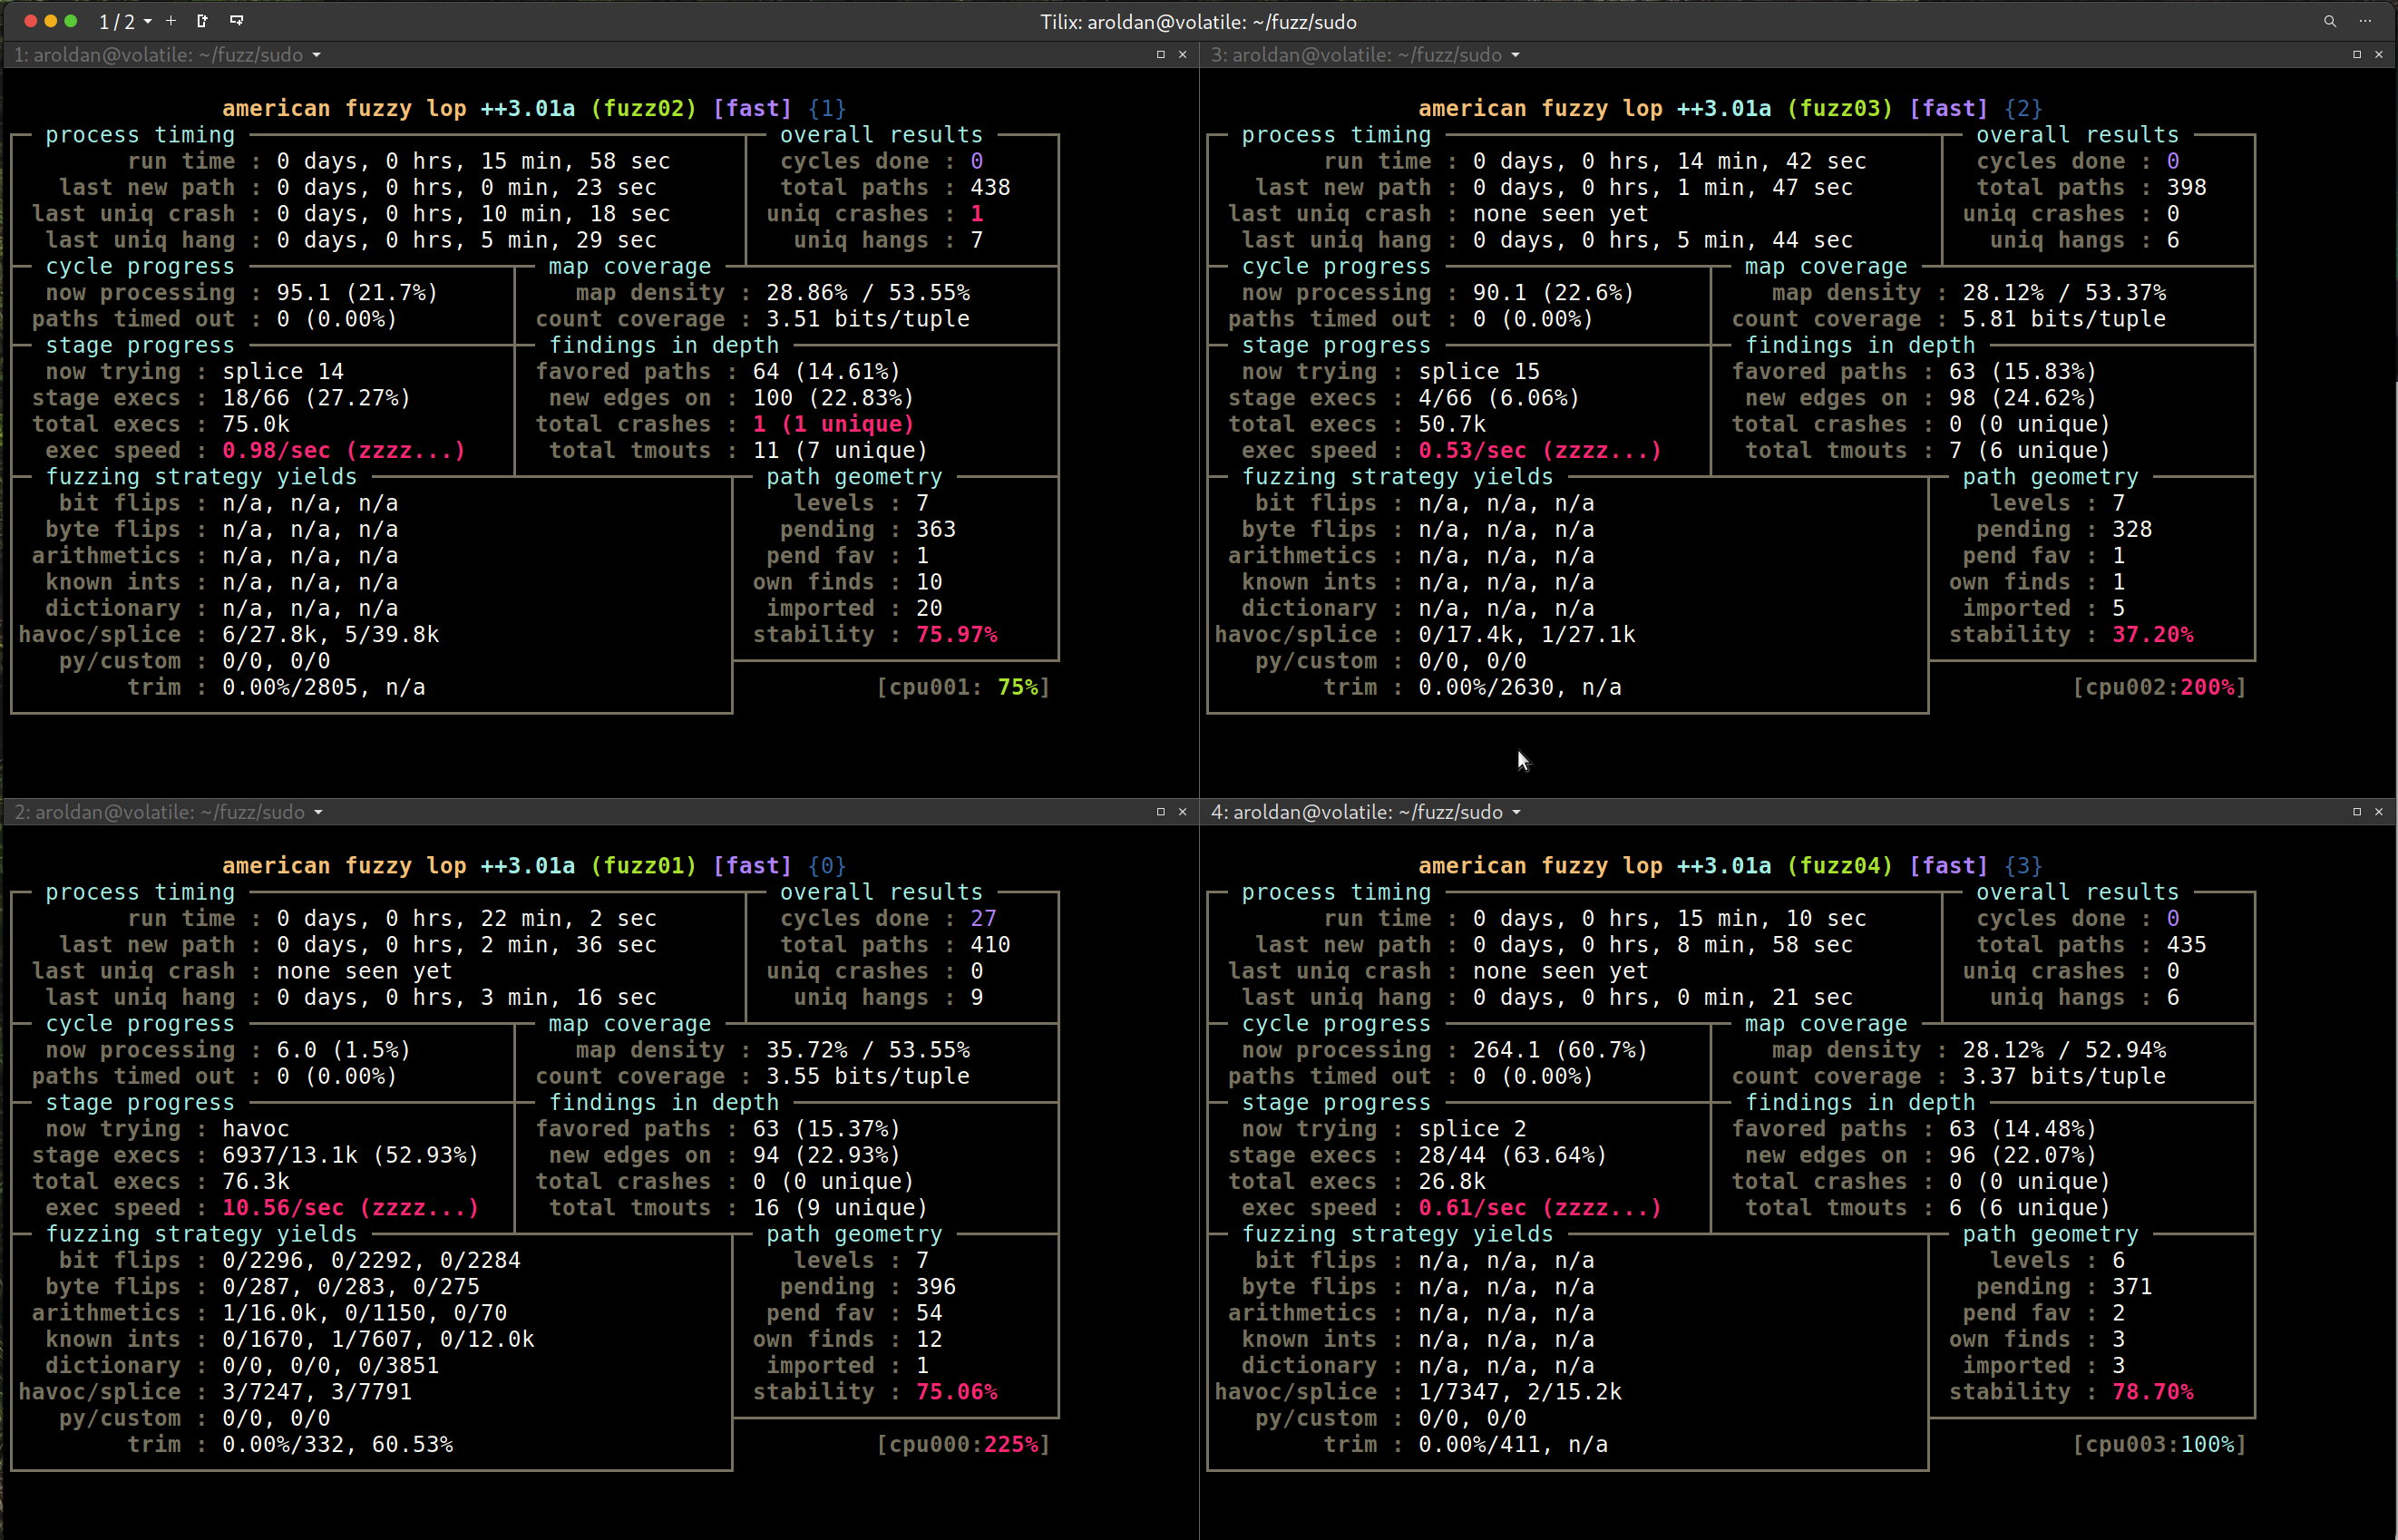 1 / 2
Tilix: aroldan@volatile: ~/fuzz/sudo
1: aroldan@volatile: ~/fuzz/sudo
american fuzzy lop ++3.01a (fuzz02) [fast] {1}
process timing overall results
run time : 0 days, 0 hrs, 15 min, 58 sec cycles done : 0
last new path : 0 days, 0 hrs, 0 min, 23 sec total paths : 438
last uniq crash : 0 days, 0 hrs, 10 min, 18 sec uniq crashes : 1
last uniq hang : 0 days, 0 hrs, 5 min, 29 sec uniq hangs : 7
cycle progress map coverage
now processing : 95.1 (21.7%) map density : 28.86% / 53.55%
paths timed out : 0 (0.00%) count coverage : 3.51 bits/tuple
stage progress findings in depth
now trying : splice 14 favored paths : 64 (14.61%)
stage execs : 18/66 (27.27%) new edges on : 100 (22.83%)
total execs : 75.0k total crashes : 1 (1 unique)
exec speed : 0.98/sec (zzzz...) total tmouts : 11 (7 unique)
fuzzing strategy yields path geometry
bit flips : n/a, n/a, n/a levels : 7
byte flips : n/a, n/a, n/a pending : 363
arithmetics : n/a, n/a, n/a pend fav : 1
known ints : n/a, n/a, n/a own finds : 10
dictionary : n/a, n/a, n/a imported : 20
havoc/splice : 6/27.8k, 5/39.8k stability : 75.97%
py/custom : 0/0, 0/0
trim : 0.00%/2805, n/a [cpu001: 75%]
3: aroldan@volatile: ~/fuzz/sudo
american fuzzy lop ++3.01a (fuzz03) [fast] {2}
process timing overall results
run time : 0 days, 0 hrs, 14 min, 42 sec cycles done : 0
last new path : 0 days, 0 hrs, 1 min, 47 sec total paths : 398
last uniq crash : none seen yet uniq crashes : 0
last uniq hang : 0 days, 0 hrs, 5 min, 44 sec uniq hangs : 6
cycle progress map coverage
now processing : 90.1 (22.6%) map density : 28.12% / 53.37%
paths timed out : 0 (0.00%) count coverage : 5.81 bits/tuple
stage progress findings in depth
now trying : splice 15 favored paths : 63 (15.83%)
stage execs : 4/66 (6.06%) new edges on : 98 (24.62%)
total execs : 50.7k total crashes : 0 (0 unique)
exec speed : 0.53/sec (zzzz...) total tmouts : 7 (6 unique)
fuzzing strategy yields path geometry
bit flips : n/a, n/a, n/a levels : 7
byte flips : n/a, n/a, n/a pending : 328
arithmetics : n/a, n/a, n/a pend fav : 1
known ints : n/a, n/a, n/a own finds : 1
dictionary : n/a, n/a, n/a imported : 5
havoc/splice : 0/17.4k, 1/27.1k stability : 37.20%
py/custom : 0/0, 0/0
trim : 0.00%/2630, n/a [cpu002:200%]
2: aroldan@volatile: ~/fuzz/sudo
american fuzzy lop ++3.01a (fuzz01) [fast] {0}
process timing overall results
run time : 0 days, 0 hrs, 22 min, 2 sec cycles done : 27
last new path : 0 days, 0 hrs, 2 min, 36 sec total paths : 410
last uniq crash : none seen yet uniq crashes : 0
last uniq hang : 0 days, 0 hrs, 3 min, 16 sec uniq hangs : 9
cycle progress map coverage
now processing : 6.0 (1.5%) map density : 35.72% / 53.55%
paths timed out : 0 (0.00%) count coverage : 3.55 bits/tuple
stage progress findings in depth
now trying : havoc favored paths : 63 (15.37%)
stage execs : 6937/13.1k (52.93%) new edges on : 94 (22.93%)
total execs : 76.3k total crashes : 0 (0 unique)
exec speed : 10.56/sec (zzzz...) total tmouts : 16 (9 unique)
fuzzing strategy yields path geometry
bit flips : 0/2296, 0/2292, 0/2284 levels : 7
byte flips : 0/287, 0/283, 0/275 pending : 396
arithmetics : 1/16.0k, 0/1150, 0/70 pend fav : 54
known ints : 0/1670, 1/7607, 0/12.0k own finds : 12
dictionary : 0/0, 0/0, 0/3851 imported : 1
havoc/splice : 3/7247, 3/7791 stability : 75.06%
py/custom : 0/0, 0/0
trim : 0.00%/332, 60.53% [cpu000:225%]
4: aroldan@volatile: ~/fuzz/sudo
american fuzzy lop ++3.01a (fuzz04) [fast] {3}
process timing overall results
run time : 0 days, 0 hrs, 15 min, 10 sec cycles done : 0
last new path : 0 days, 0 hrs, 8 min, 58 sec total paths : 435
last uniq crash : none seen yet uniq crashes : 0
last uniq hang : 0 days, 0 hrs, 0 min, 21 sec uniq hangs : 6
cycle progress map coverage
now processing : 264.1 (60.7%) map density : 28.12% / 52.94%
paths timed out : 0 (0.00%) count coverage : 3.37 bits/tuple
stage progress findings in depth
now trying : splice 2 favored paths : 63 (14.48%)
stage execs : 28/44 (63.64%) new edges on : 96 (22.07%)
total execs : 26.8k total crashes : 0 (0 unique)
exec speed : 0.61/sec (zzzz...) total tmouts : 6 (6 unique)
fuzzing strategy yields path geometry
bit flips : n/a, n/a, n/a levels : 6
byte flips : n/a, n/a, n/a pending : 371
arithmetics : n/a, n/a, n/a pend fav : 2
known ints : n/a, n/a, n/a own finds : 3
dictionary : n/a, n/a, n/a imported : 3
havoc/splice : 1/7347, 2/15.2k stability : 78.70%
py/custom : 0/0, 0/0
trim : 0.00%/411, n/a [cpu003:100%]